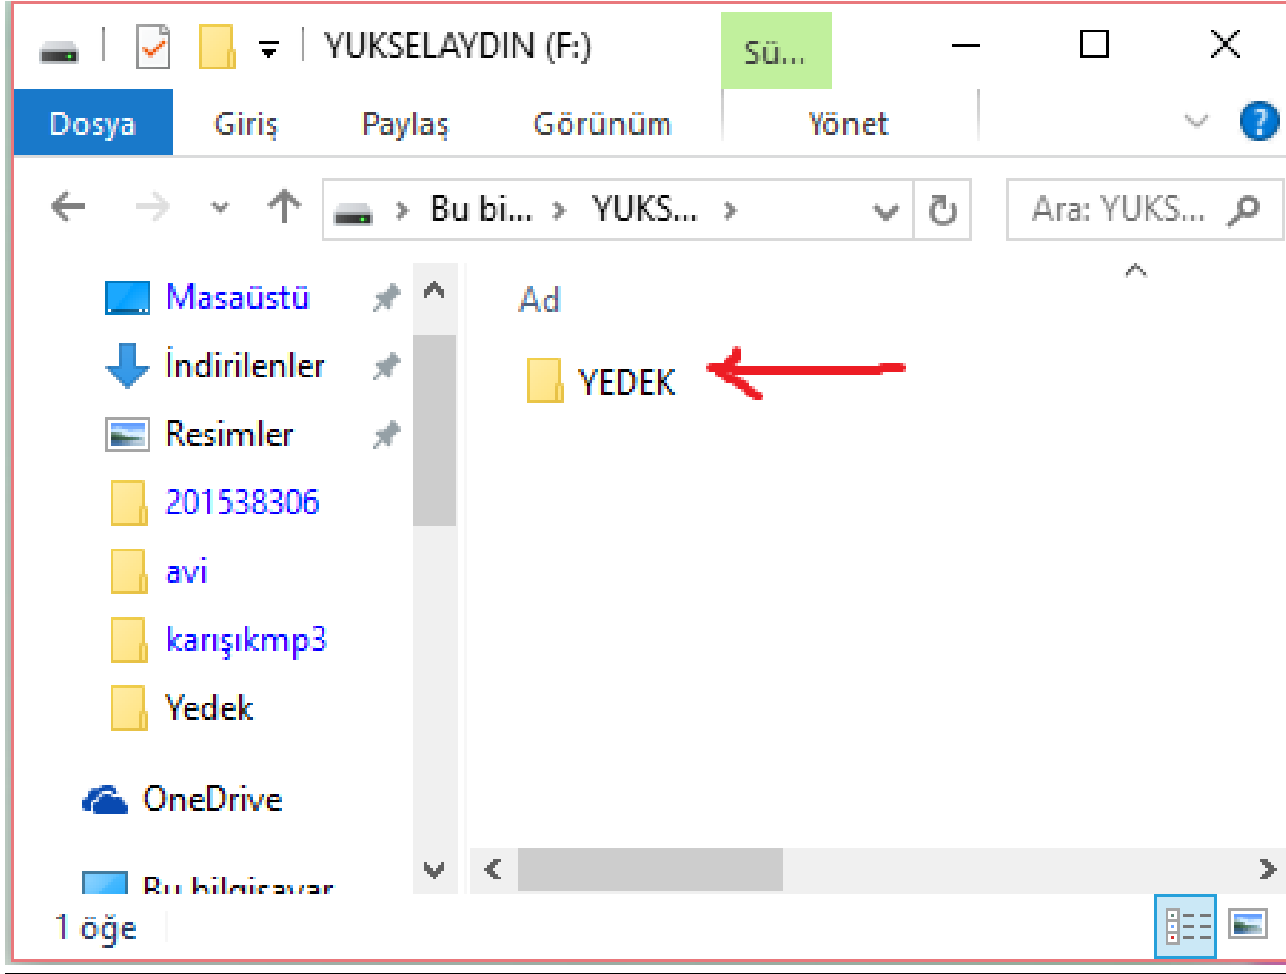 YUKSELAYDIN (F:)
Sü...
Dosya Giriş Paylaş Görünüm Yönet
Bu bi... YUKS... Ara: YUKS...
Masaüstü
İndirilenler
Resimler
201538306
avi
karışıkmp3
Yedek
OneDrive
Bu bilgisayar
Ad
YEDEK
1 öğe